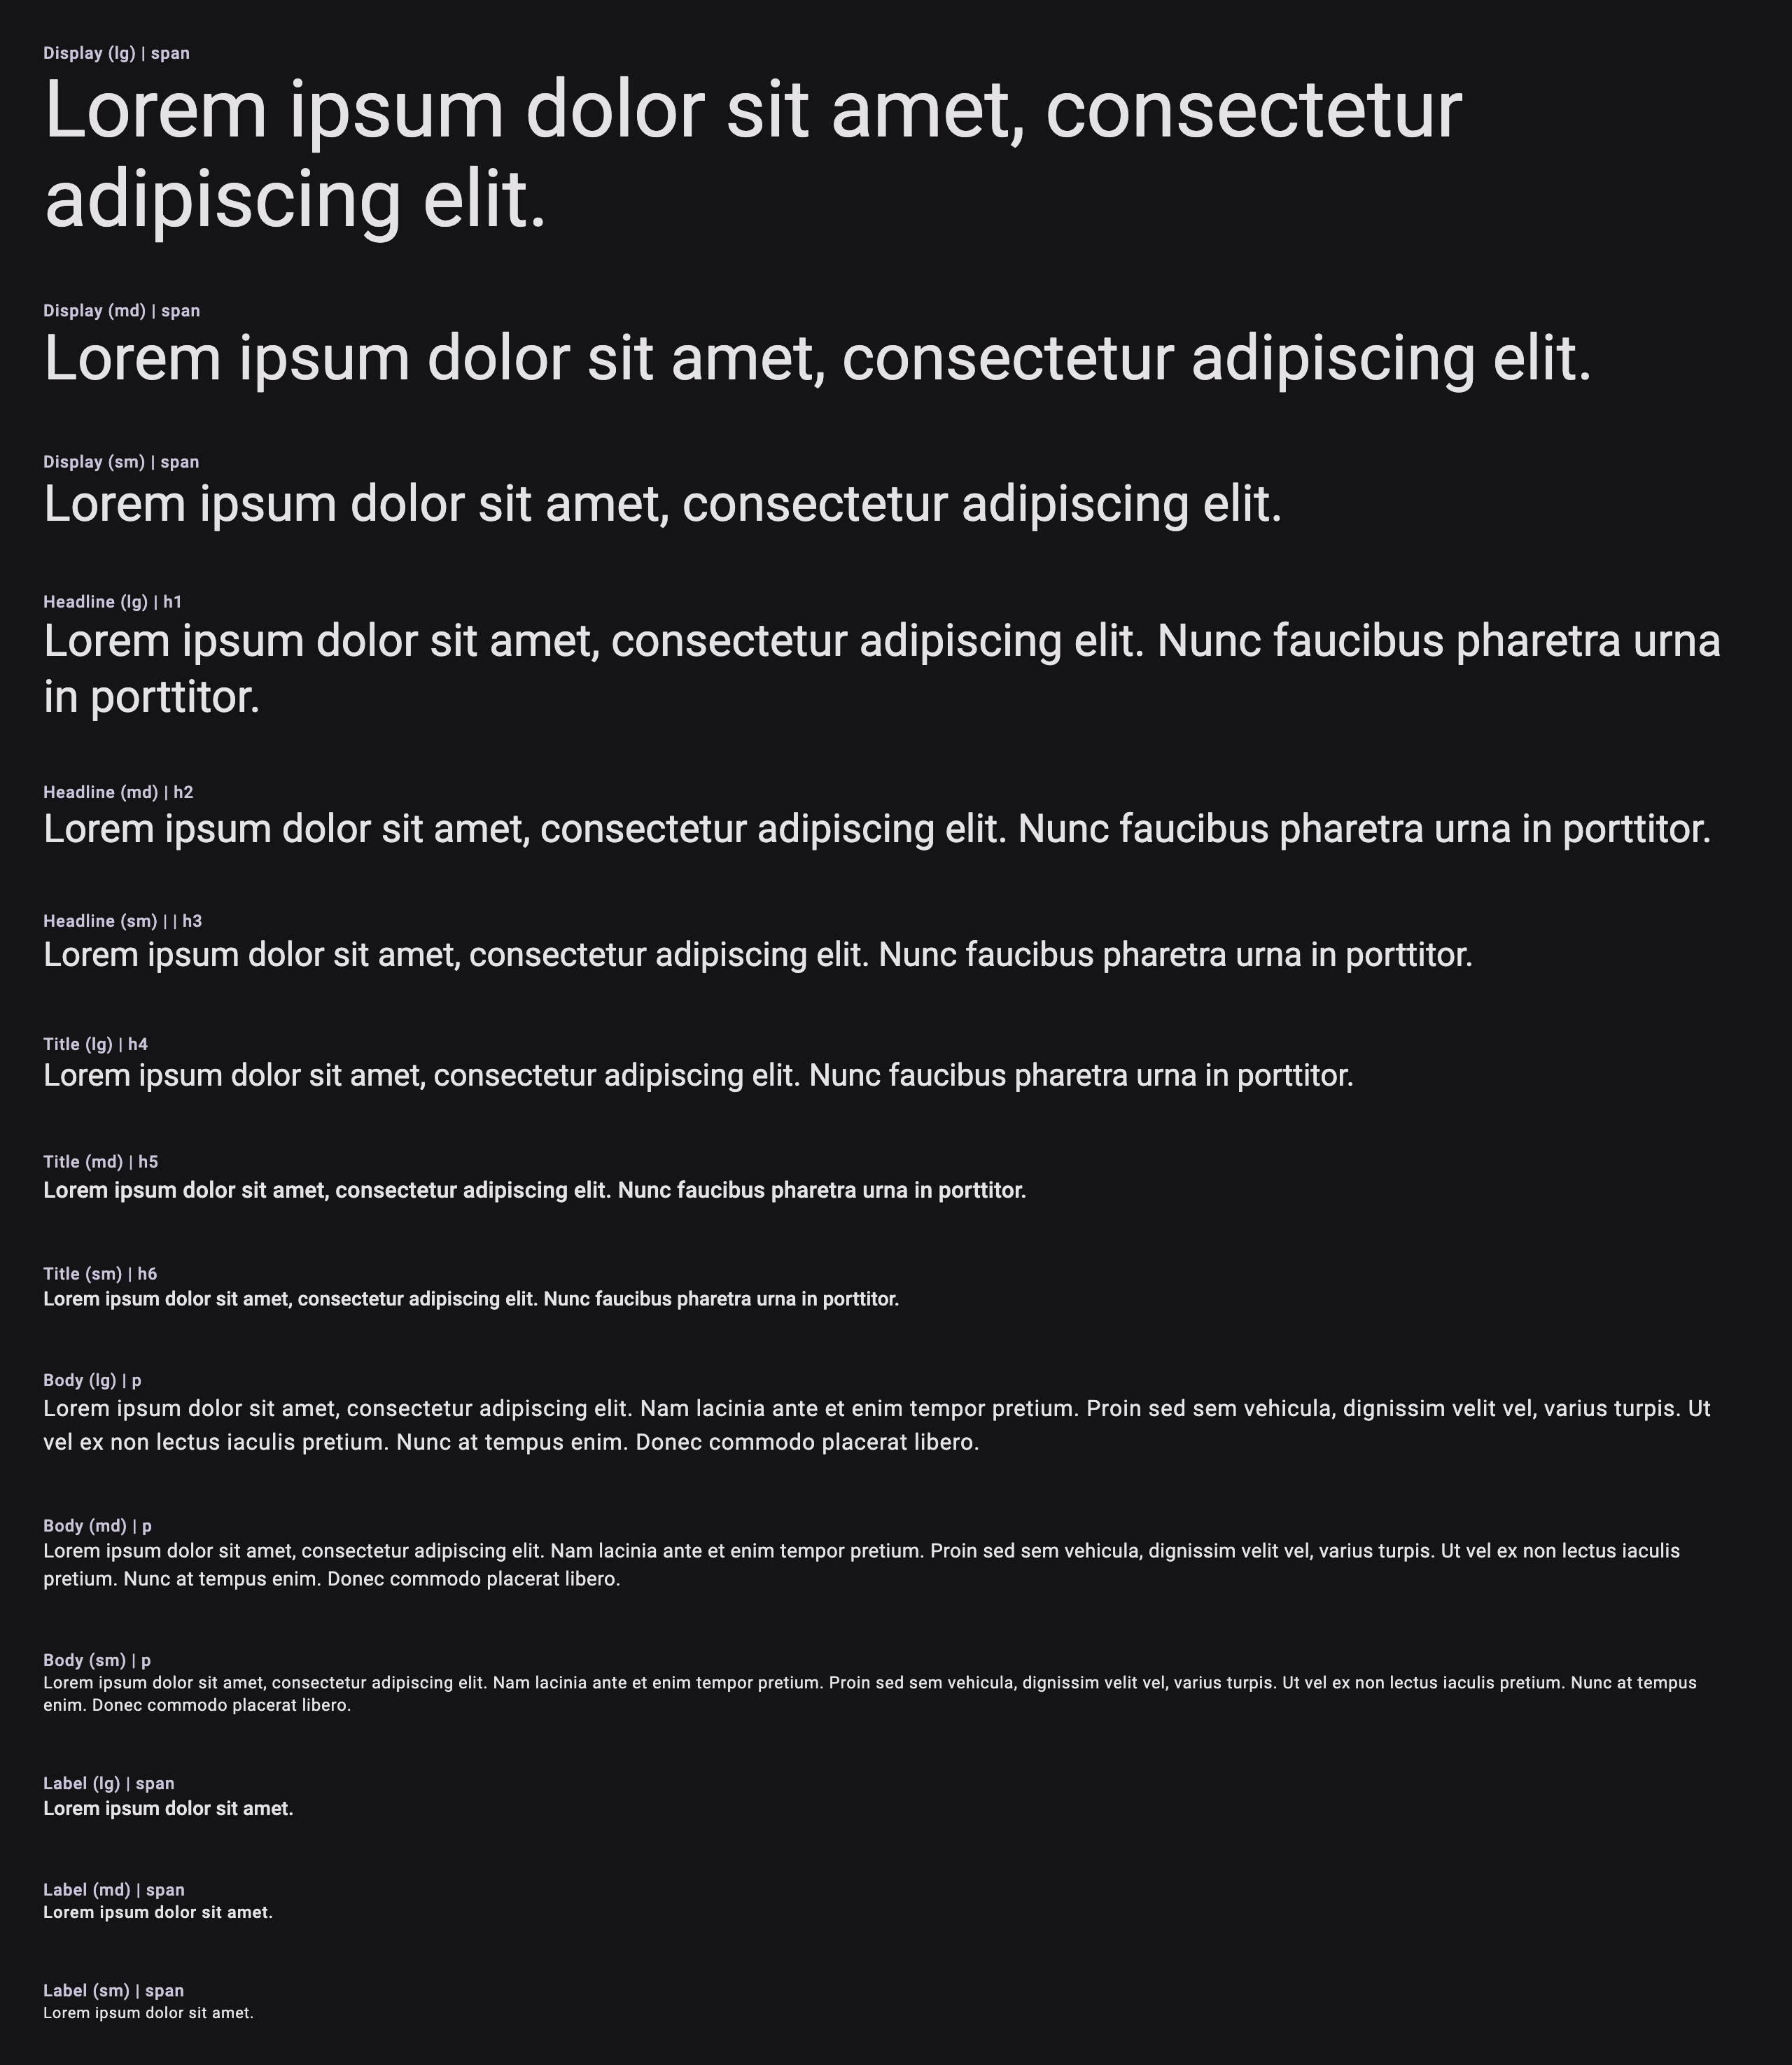 Display (lg) | span
Lorem ipsum dolor sit amet, consectetur
adipiscing elit.
Display (md) | span
Lorem ipsum dolor sit amet, consectetur adipiscing elit.
Display (sm) | span
Lorem ipsum dolor sit amet, consectetur adipiscing elit.
Headline (lg) | h1
Lorem ipsum dolor sit amet, consectetur adipiscing elit. Nunc faucibus pharetra urna
in porttitor.
Headline (md) | h2
Lorem ipsum dolor sit amet, consectetur adipiscing elit. Nunc faucibus pharetra urna in porttitor.
Headline (sm) | | h3
Lorem ipsum dolor sit amet, consectetur adipiscing elit. Nunc faucibus pharetra urna in porttitor.
Title (lg) | h4
Lorem ipsum dolor sit amet, consectetur adipiscing elit. Nunc faucibus pharetra urna in porttitor.
Title (md) | h5
Lorem ipsum dolor sit amet, consectetur adipiscing elit. Nunc faucibus pharetra urna in porttitor.
Title (sm) | h6
Lorem ipsum dolor sit amet, consectetur adipiscing elit. Nunc faucibus pharetra urna in porttitor.
Body (lg) | p
Lorem ipsum dolor sit amet, consectetur adipiscing elit. Nam lacinia ante et enim tempor pretium. Proin sed sem vehicula, dignissim velit vel, varius turpis. Ut
vel ex non lectus iaculis pretium. Nunc at tempus enim. Donec commodo placerat libero.
Body (md) | p
Lorem ipsum dolor sit amet, consectetur adipiscing elit. Nam lacinia ante et enim tempor pretium. Proin sed sem vehicula, dignissim velit vel, varius turpis. Ut vel ex non lectus iaculis
pretium. Nunc at tempus enim. Donec commodo placerat libero.
Body (sm) | p
Lorem ipsum dolor sit amet, consectetur adipiscing elit. Nam lacinia ante et enim tempor pretium. Proin sed sem vehicula, dignissim velit vel, varius turpis. Ut vel ex non lectus iaculis pretium. Nunc at tempus
enim. Donec commodo placerat libero.
Label (lg) | span
Lorem ipsum dolor sit amet.
Label (md) | span
Lorem ipsum dolor sit amet.
Label (sm) | span
Lorem ipsum dolor sit amet.